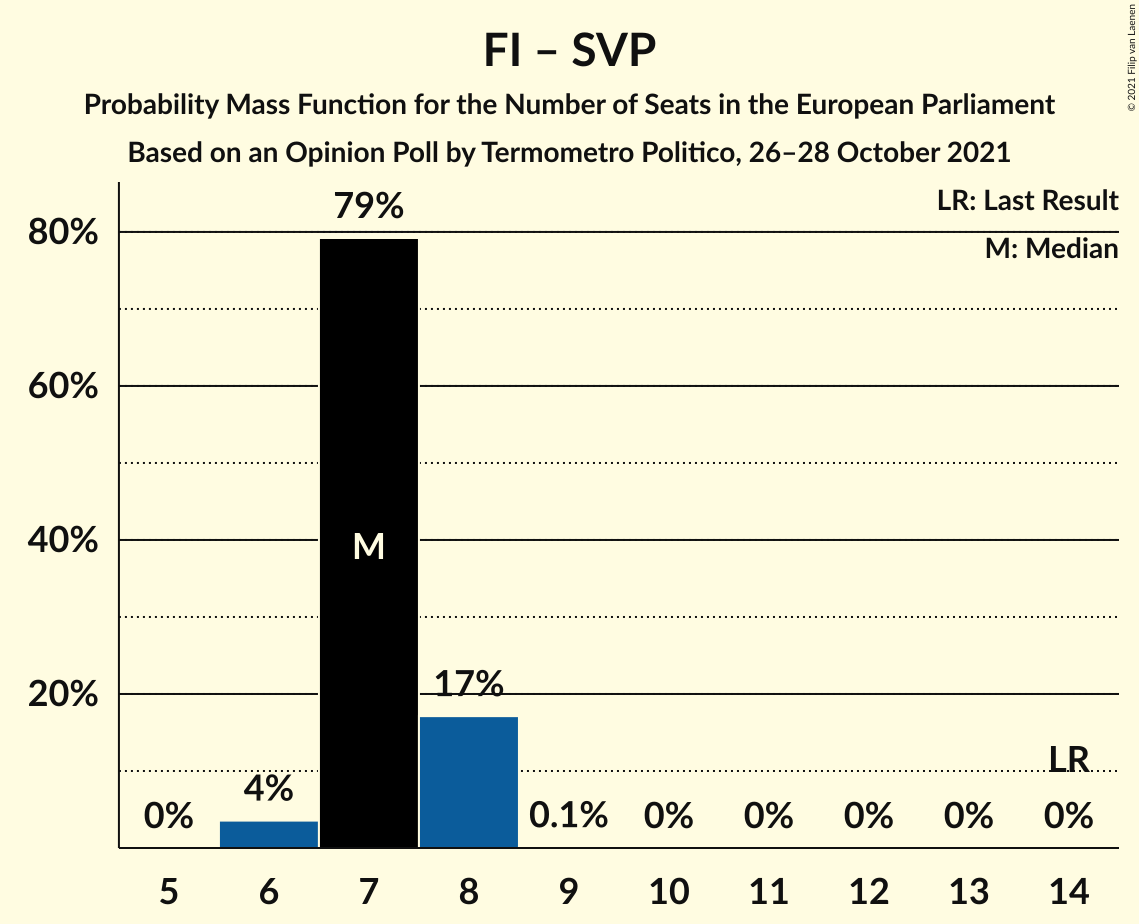 FI – SVP
Probability Mass Function for the Number of Seats in the European Parliament
Based on an Opinion Poll by Termometro Politico, 26–28 October 2021
© 2021 Filip van Laenen
LR: Last Result
M: Median
80%
60%
40%
20%
0%
4%
79%
M
17%
0.1%
0%
0%
0%
0%
LR
0%
5 6 7 8 9 10 11 12 13 14